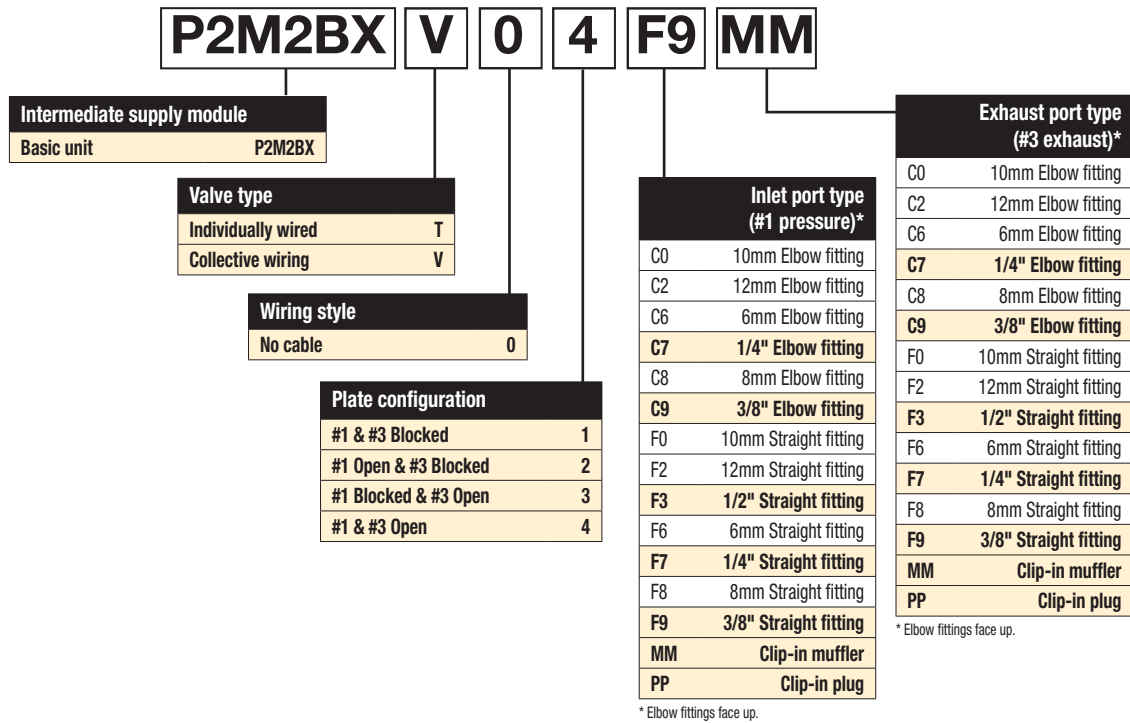 P2M2BX V 0 4 F9 MM
Intermediate supply module
Basic unit P2M2BX
Valve type
Individually wired T
Collective wiring V
Wiring style
No cable 0
Plate configuration
#1 & #3 Blocked 1
#1 Open & #3 Blocked 2
#1 Blocked & #3 Open 3
#1 & #3 Open 4
Inlet port type
(#1 pressure)*
C0 10mm Elbow fitting
C2 12mm Elbow fitting
C6 6mm Elbow fitting
C7 1/4" Elbow fitting
C8 8mm Elbow fitting
C9 3/8" Elbow fitting
F0 10mm Straight fitting
F2 12mm Straight fitting
F3 1/2" Straight fitting
F6 6mm Straight fitting
F7 1/4" Straight fitting
F8 8mm Straight fitting
F9 3/8" Straight fitting
MM Clip-in muffler
PP Clip-in plug
* Elbow fittings face up.
Exhaust port type
(#3 exhaust)*
C0 10mm Elbow fitting
C2 12mm Elbow fitting
C6 6mm Elbow fitting
C7 1/4" Elbow fitting
C8 8mm Elbow fitting
C9 3/8" Elbow fitting
F0 10mm Straight fitting
F2 12mm Straight fitting
F3 1/2" Straight fitting
F6 6mm Straight fitting
F7 1/4" Straight fitting
F8 8mm Straight fitting
F9 3/8" Straight fitting
MM Clip-in muffler
PP Clip-in plug
* Elbow fittings face up.